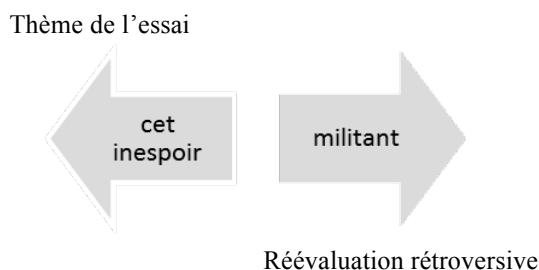 Thème de l’essai
cet
inespoir
militant
Réévaluation rétroversive